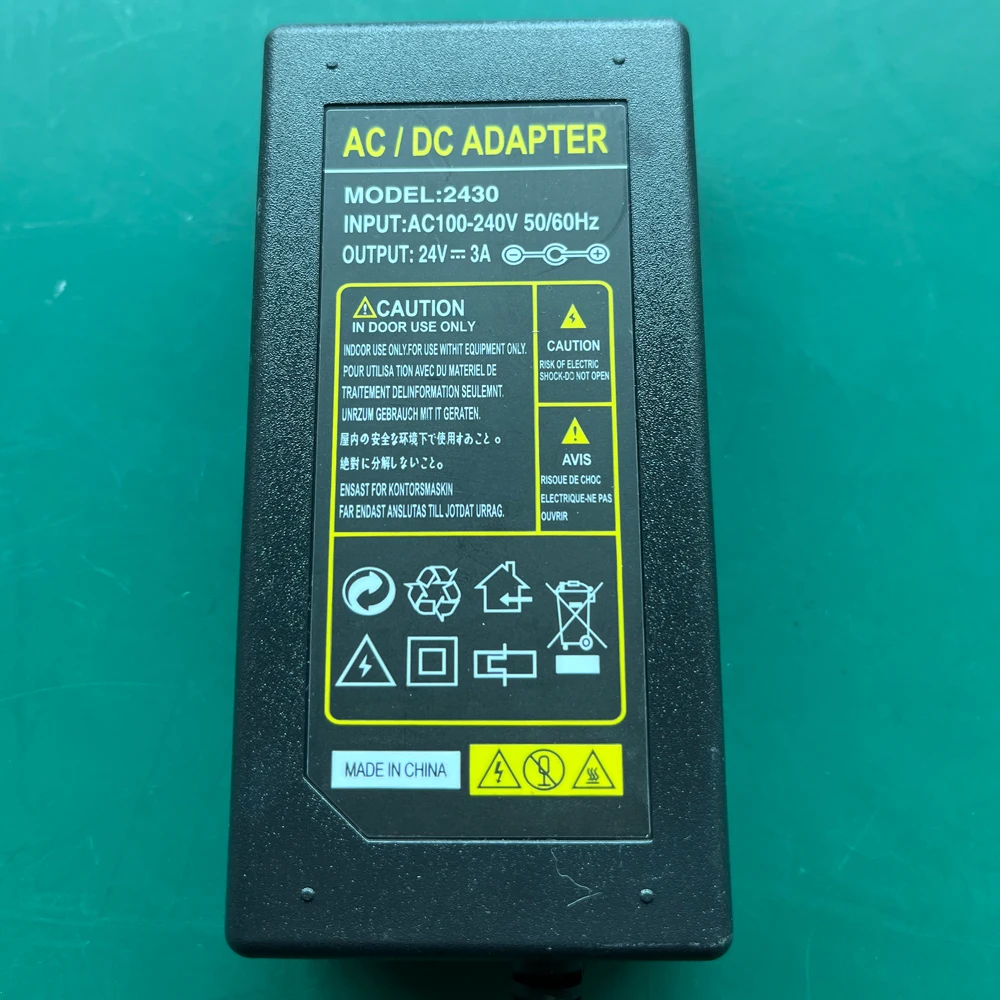 AC / DC ADAPTER
MODEL:2430
INPUT:AC100-240V 50/60Hz
OUTPUT: 24V⎓3A
CAUTION
IN DOOR USE ONLY
INDOOR USE ONLY.FOR USE WITHIT EQUIPMENT ONLY.
POUR UTILISA TION AVEC DU MATERIEL DE
TRAITEMENT DELINFORMATION SEULEMNT.
UNRZUM GEBRAUCH MIT IT GERATEN.
屋内の安全な環境下で使用すあこと。
絶對に分解しないこと。
ENSAST FOR KONTORSMASKIN
FAR ENDAST ANSLUTAS TILL JOTDAT URRAG.
CAUTION
RISK OF ELECTRIC
SHOCK-DO NOT OPEN
AVIS
RISOUE DE CHOC
ELECTRIQUE-NE PAS
OUVRIR
MADE IN CHINA